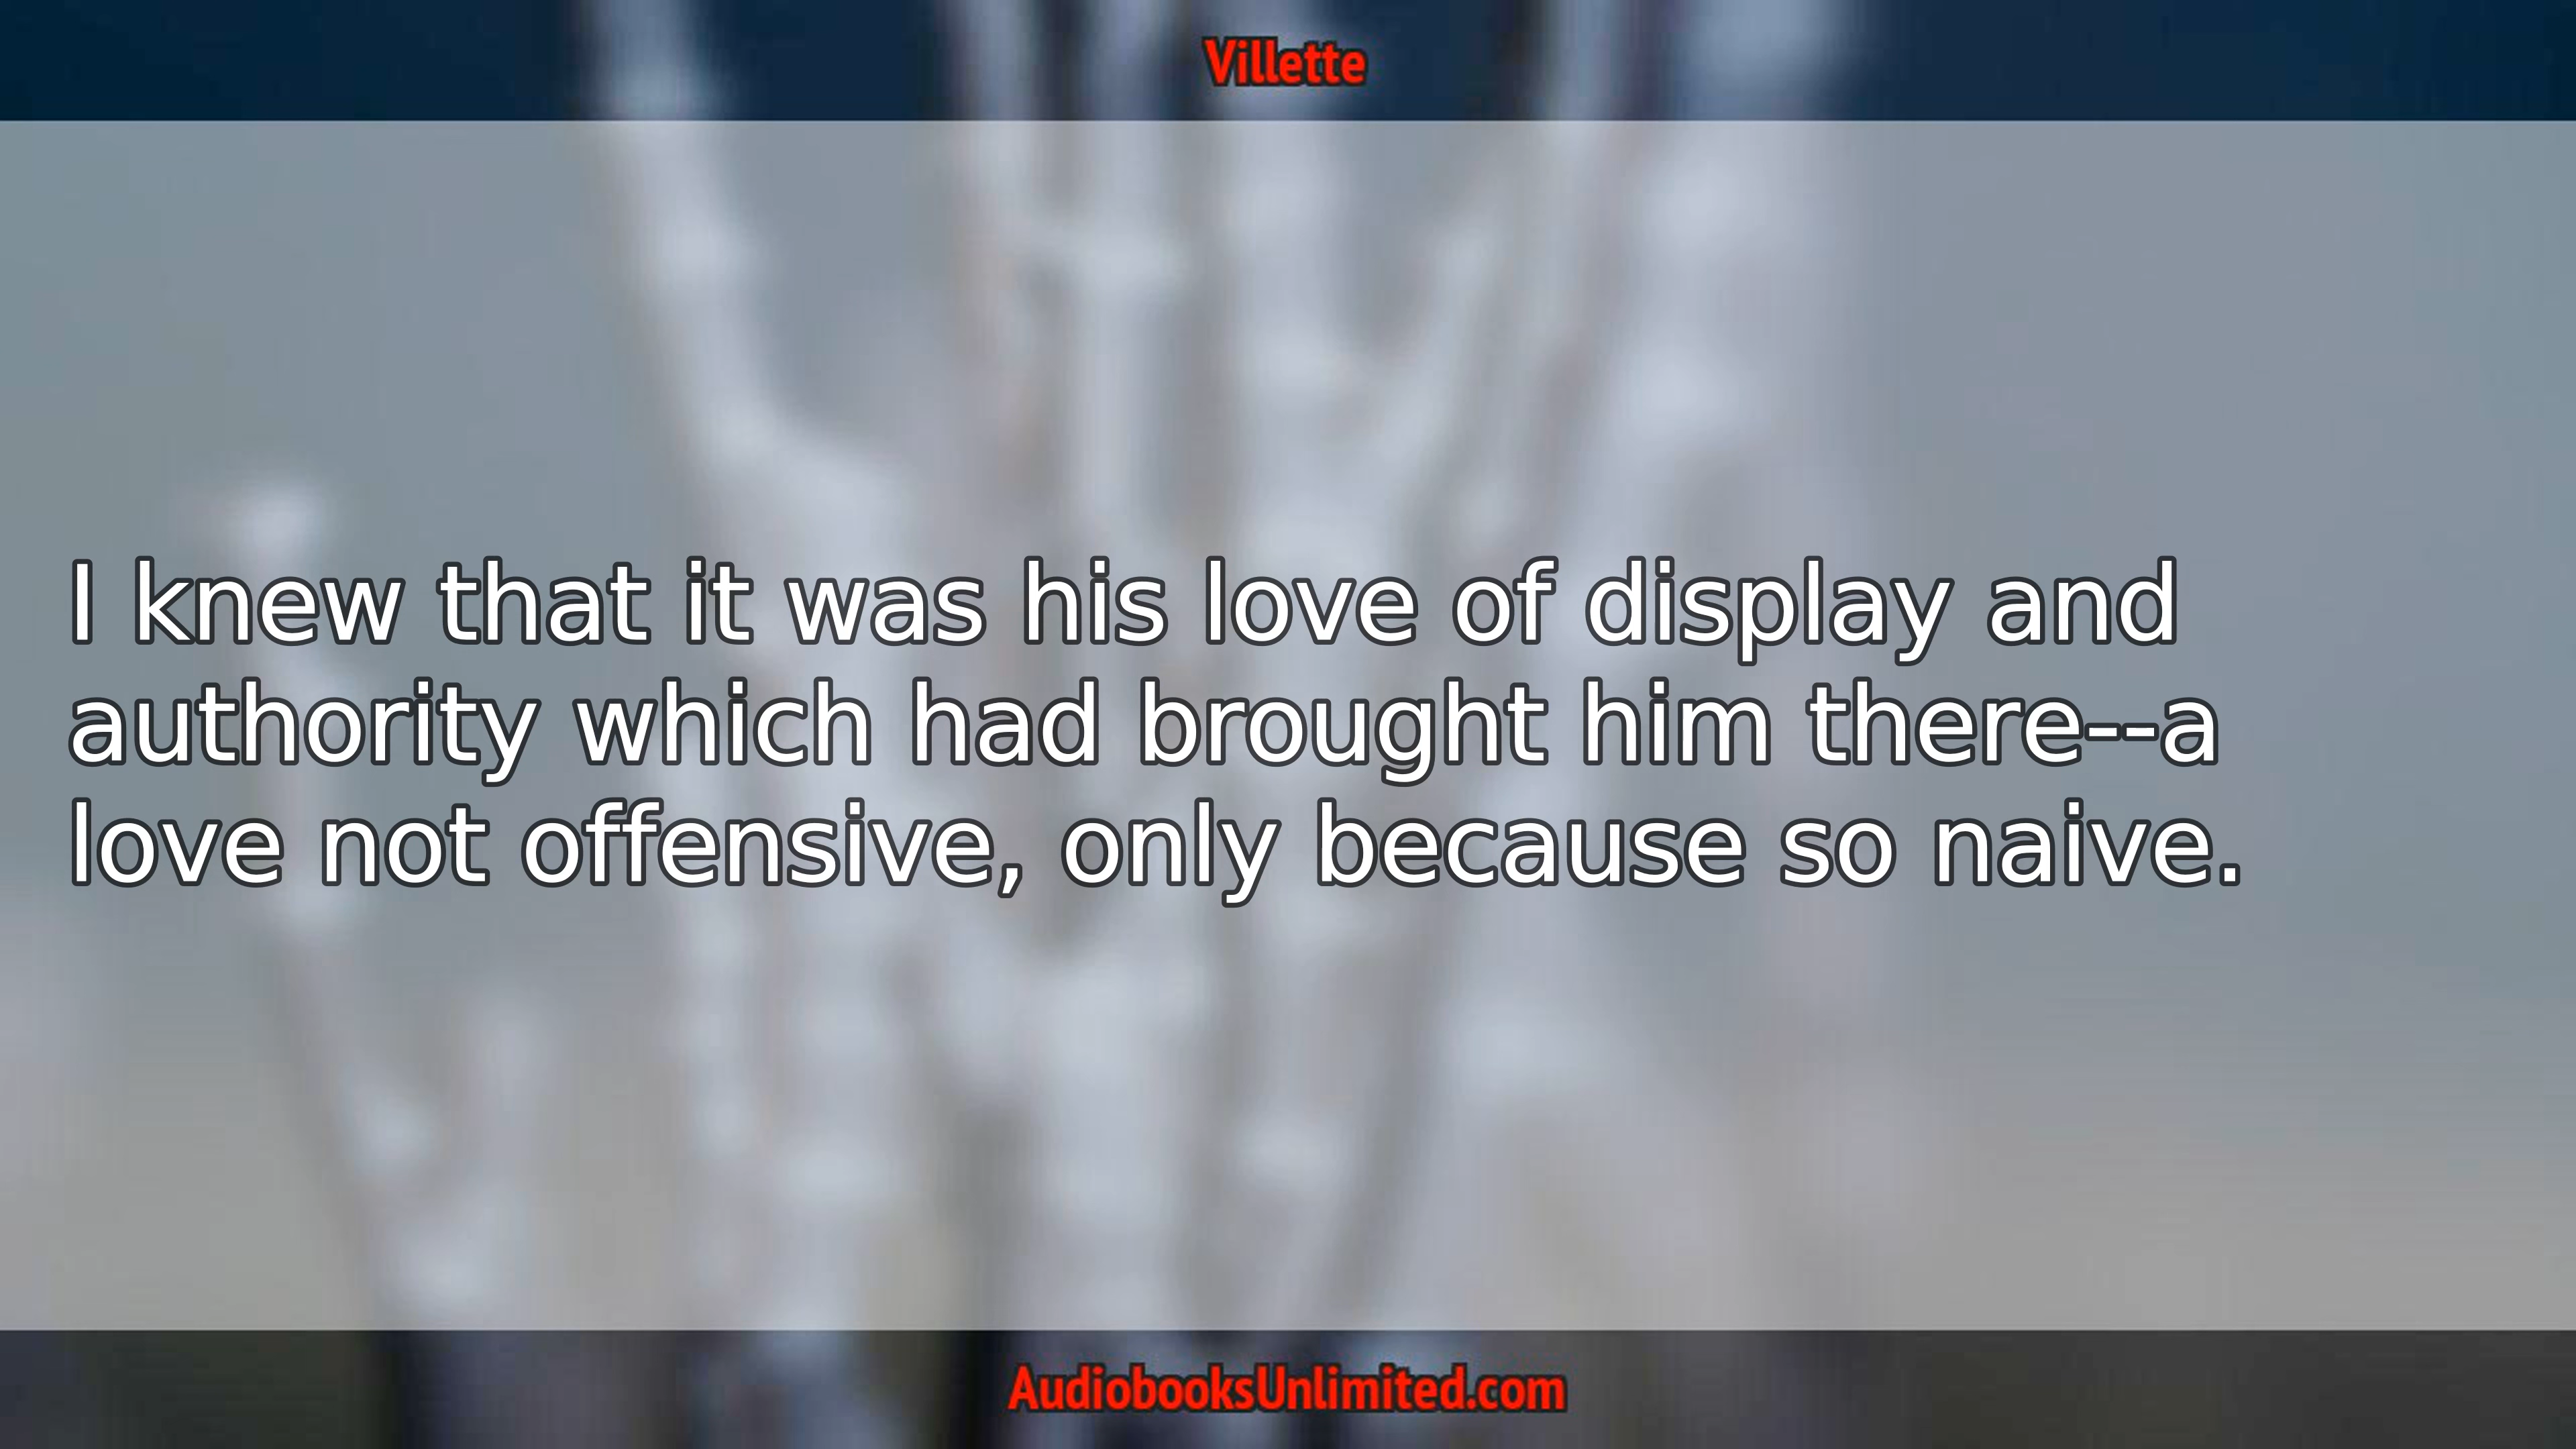 Villette
I knew that it was his love of display and
authority which had brought him there--a
love not offensive, only because so naive.
AudiobooksUnlimited.com